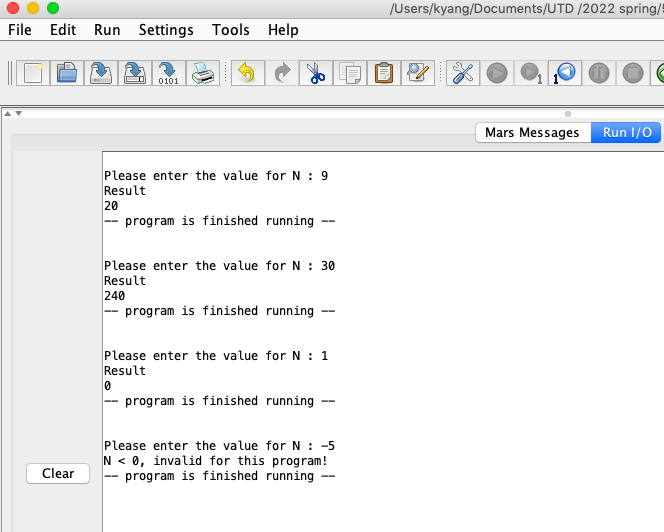 /Users/kyang/Documents/UTD /2022 spring/
File Edit Run Settings Tools Help
0101
1
1
Mars Messages Run I/O
Please enter the value for N : 9
Result
20
-- program is finished running --
Please enter the value for N : 30
Result
240
-- program is finished running --
Please enter the value for N : 1
Result
0
-- program is finished running --
Please enter the value for N : -5
N < 0, invalid for this program!
Clear
-- program is finished running --